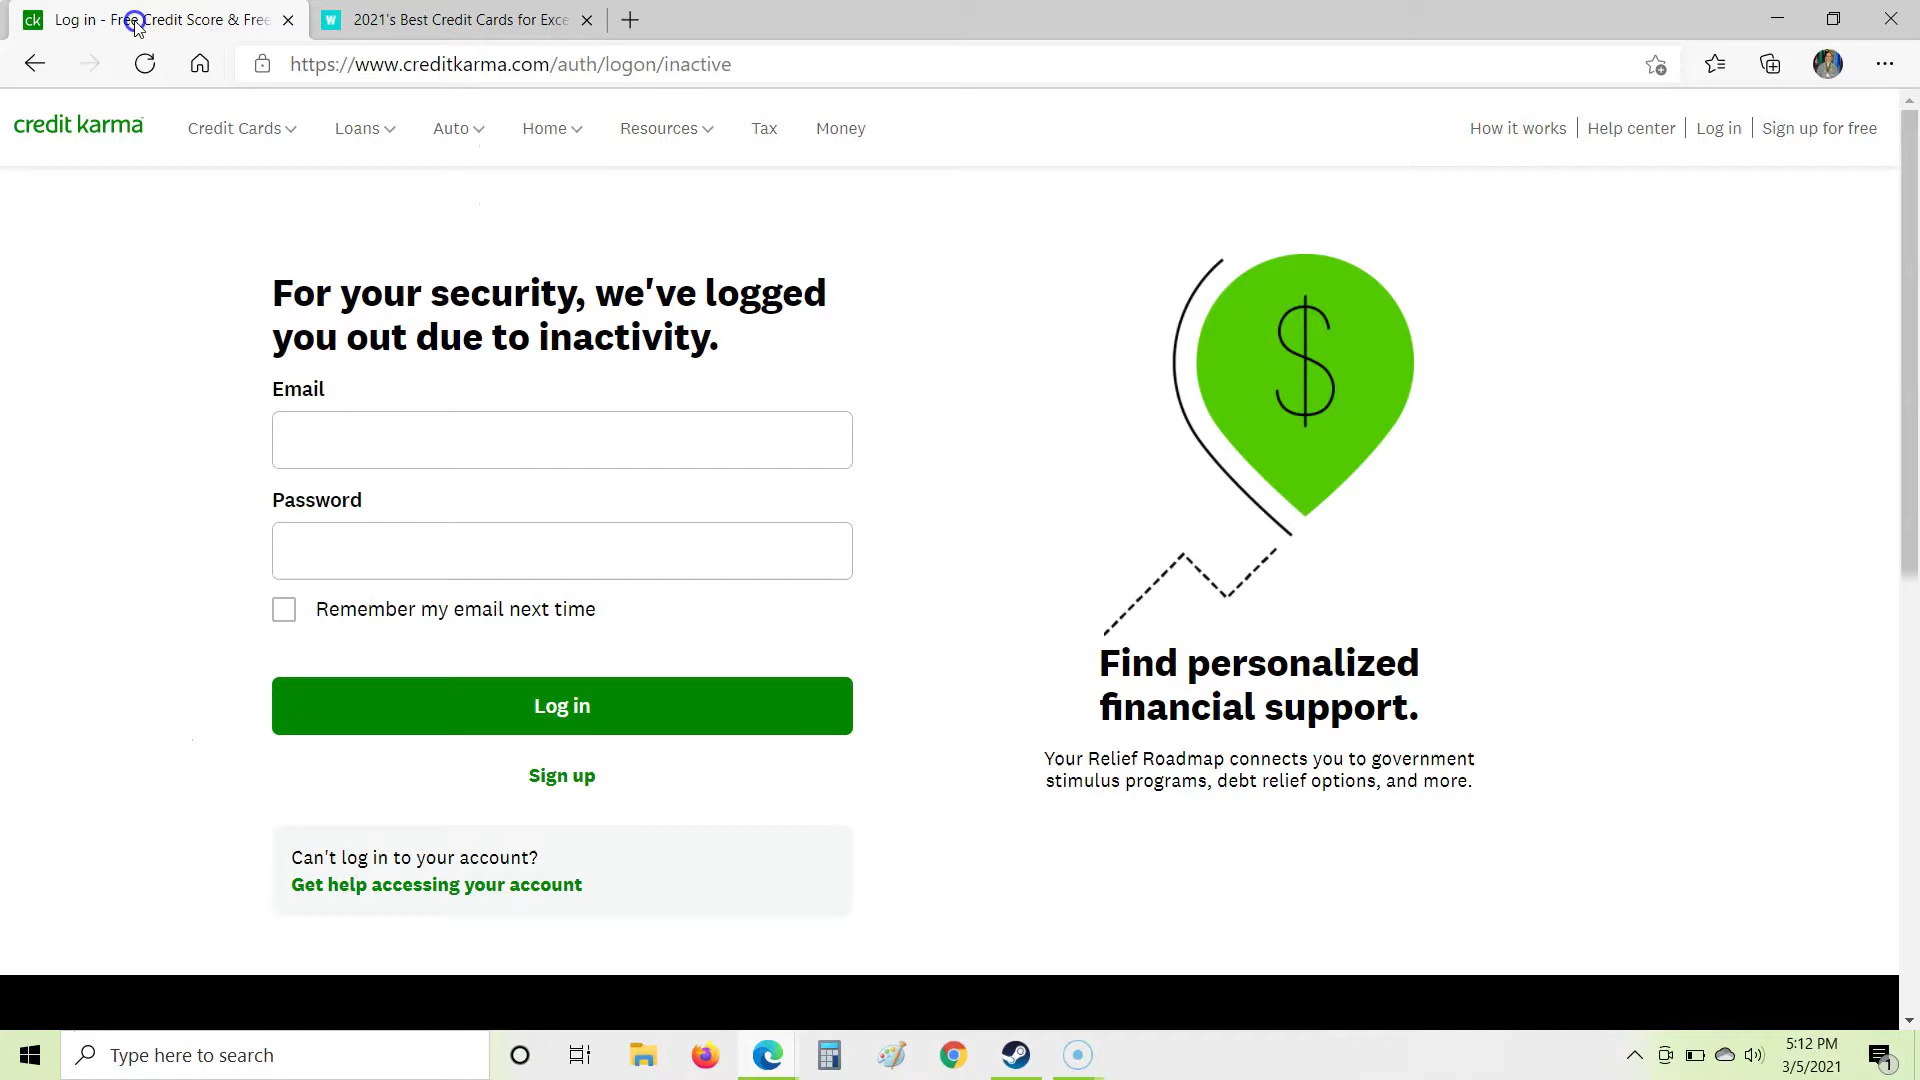 ck Log in - Free Credit Score & Free
W 2021's Best Credit Cards for Exce
https://www.creditkarma.com/auth/logon/inactive
credit karma
Credit Cards
Loans
Auto
Home
Resources
Tax
Money
How it works
Help center
Log in
Sign up for free
For your security, we've logged
you out due to inactivity.
Email
Password
Remember my email next time
Log in
Sign up
Can't log in to your account?
Get help accessing your account
$
Find personalized
financial support.
Your Relief Roadmap connects you to government
stimulus programs, debt relief options, and more.
Type here to search
5:12 PM
3/5/2021
1